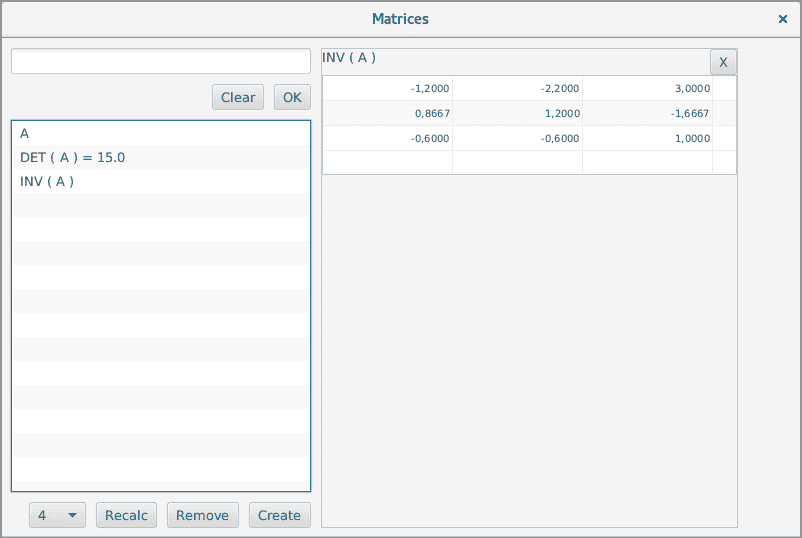 Matrices
×
Clear OK
A
DET ( A ) = 15.0
INV ( A )
4 Recalc Remove Create
INV ( A )
X
-1,2000 -2,2000 3,0000
0,8667 1,2000 -1,6667
-0,6000 -0,6000 1,0000